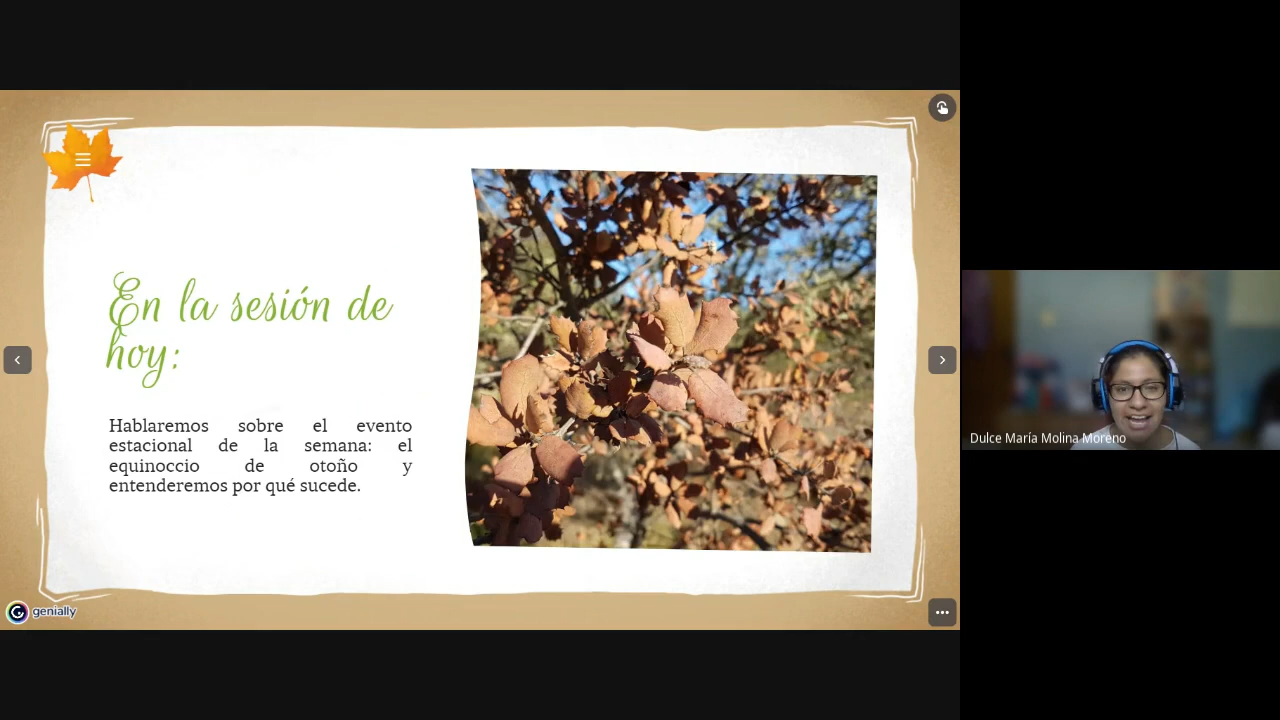 En la sesión de
hoy:
Hablaremos sobre el evento
estacional de la semana: el
equinoccio de otoño y
entenderemos por qué sucede.
genially
Dulce María Molina Moreno